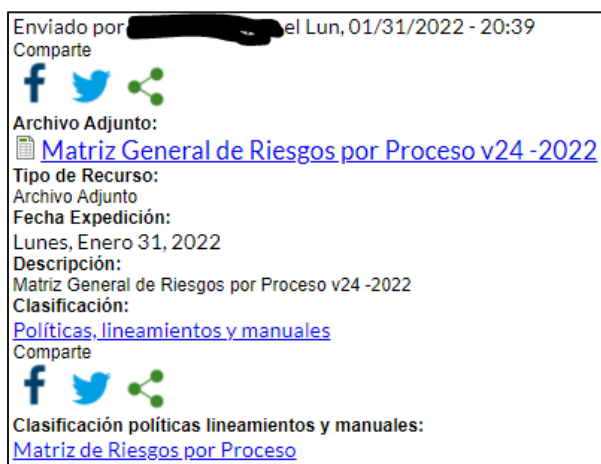 Enviado por el Lun, 01/31/2022 - 20:39
Comparte
Archivo Adjunto:
Matriz General de Riesgos por Proceso v24 -2022
Tipo de Recurso:
Archivo Adjunto
Fecha Expedición:
Lunes, Enero 31, 2022
Descripción:
Matriz General de Riesgos por Proceso v24 -2022
Clasificación:
Políticas, lineamientos y manuales
Comparte
Clasificación políticas lineamientos y manuales:
Matriz de Riesgos por Proceso